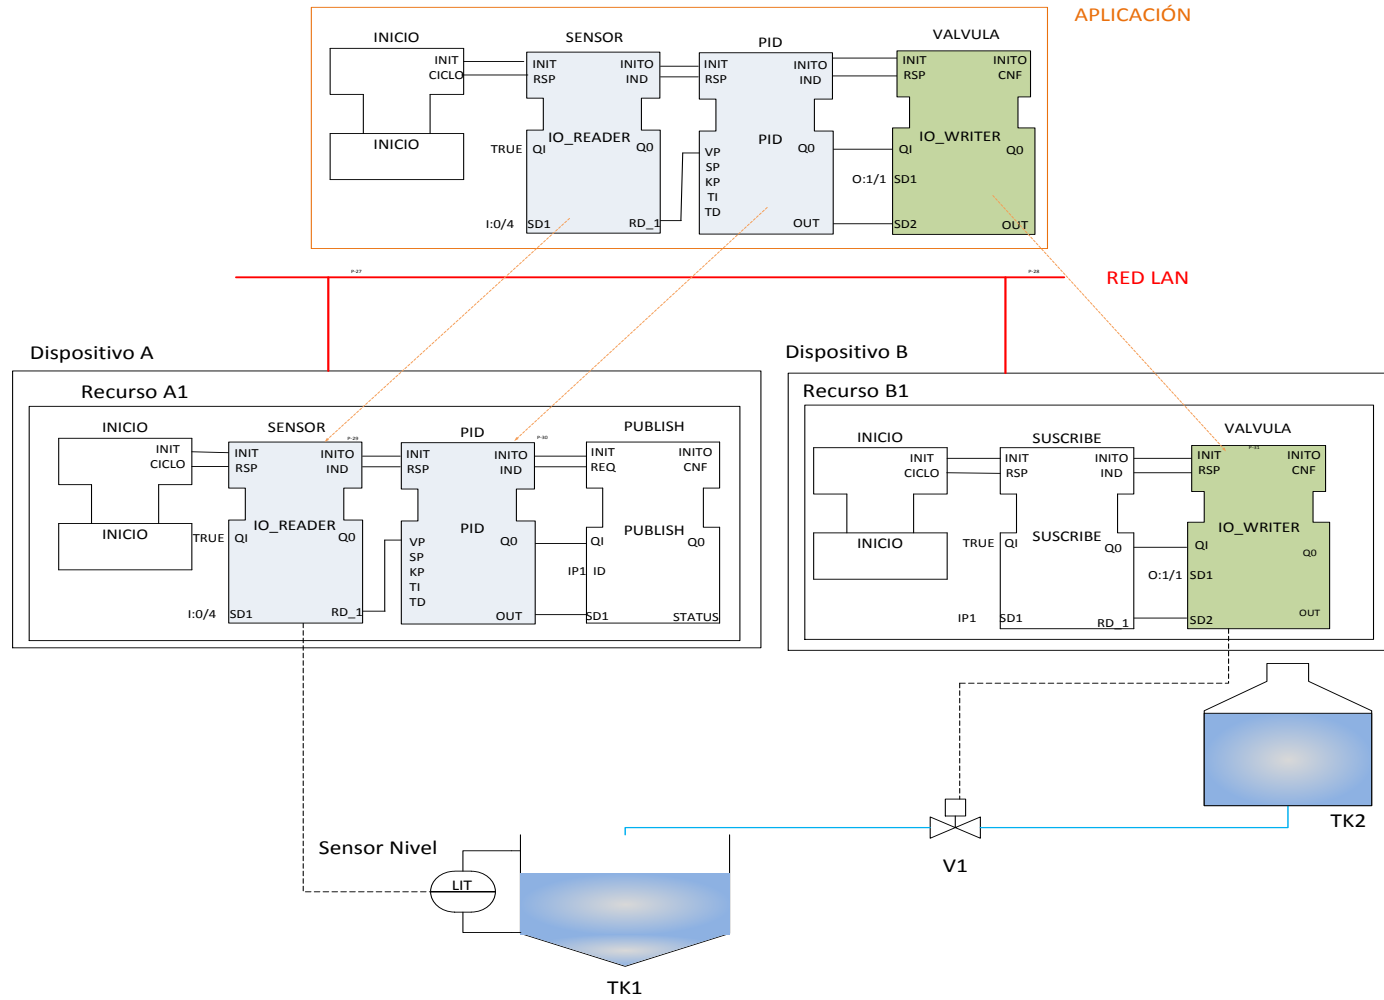 APLICACIÓN
INICIO
SENSOR
PID
VALVULA
INIT
CICLO
INICIO
INIT
INITO
RSP
IND
IO_READER
TRUE
QI
Q0
I:0/4
SD1
RD_1
INIT
INITO
RSP
IND
PID
VP
Q0
SP
KP
TI
TD
OUT
INIT
INITO
RSP
CNF
IO_WRITER
QI
Q0
O:1/1
SD1
SD2
OUT
P-27
P-28
RED LAN
Dispositivo A
Recurso A1
INICIO
SENSOR
PID
PUBLISH
INIT
CICLO
INICIO
P-29
INIT
INITO
RSP
IND
IO_READER
TRUE
QI
Q0
I:0/4
SD1
RD_1
P-30
INIT
INITO
RSP
IND
PID
VP
Q0
SP
KP
TI
TD
OUT
INIT
INITO
REQ
CNF
PUBLISH
QI
Q0
IP1
ID
SD1
STATUS
Dispositivo B
Recurso B1
INICIO
SUSCRIBE
VALVULA
INIT
CICLO
INICIO
INIT
INITO
RSP
IND
SUSCRIBE
TRUE
QI
Q0
IP1
SD1
RD_1
P-31
INIT
INITO
RSP
CNF
IO_WRITER
QI
Q0
O:1/1
SD1
SD2
OUT
Sensor Nivel
LIT
TK1
V1
TK2